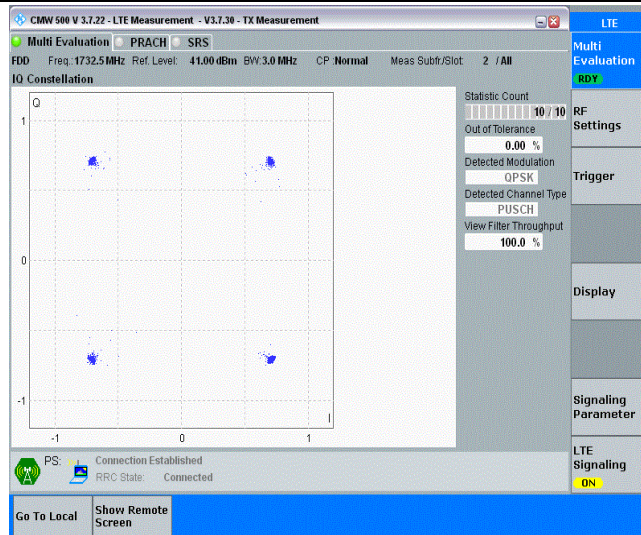 CMW 500 V 3.7.22 - LTE Measurement - V3.7.30 - TX Measurement
LTE
Multi Evaluation PRACH SRS
Multi Evaluation
RDY
FDD Freq.:1732.5 MHz Ref. Level: 41.00 dBm BW:3.0 MHz CP :Normal Meas Subfr./Slot: 2 / All
IQ Constellation
Q
1
0
-1
-1 0 1
I
Statistic Count
10 / 10
Out of Tolerance
0.00 %
Detected Modulation
QPSK
Detected Channel Type
PUSCH
View Filter Throughput
100.0 %
RF
Settings
Trigger
Display
Signaling
Parameter
LTE
Signaling
ON
PS: Connection Established
RRC State: Connected
Go To Local
Show Remote
Screen